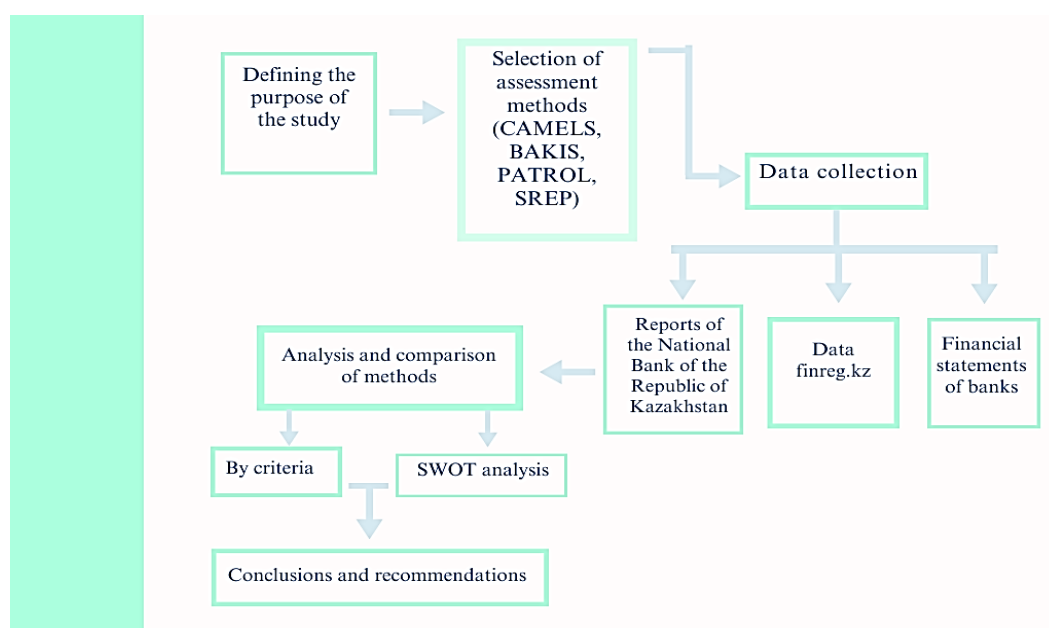 Defining the
purpose of
the study
Selection of
assessment
methods
(CAMELS,
BAKIS,
PATROL,
SREP)
Data collection
Reports of
the National
Bank of the
Republic of
Kazakhstan
Data
finreg.kz
Financial
statements
of banks
Analysis and comparison
of methods
By criteria
SWOT analysis
Conclusions and recommendations